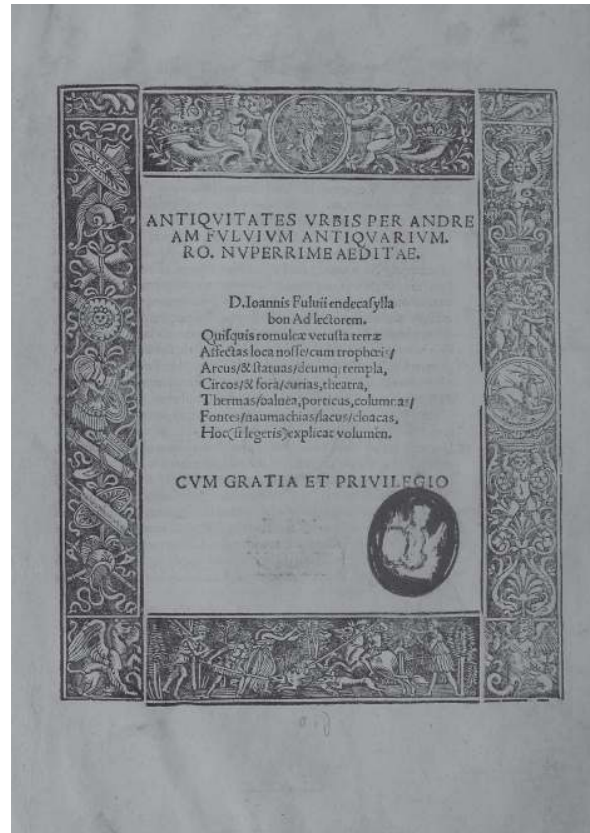 ANTIQVITATES VRBIS PER ANDRE
AM FVLVIVM ANTIQVARIVM.
RO. NVPERRIME AEDITAE.
D.Ioannis Fuluii endecasylla
bon Ad lectorem.
Quisquis romuleæ vetusta terræ
Affectas loca nosse/cum trophœis/
Arcus/& statuas/deumq; templa,
Circos/& fora/curias,theatra,
Thermas/balnea,porticus,columnas/
Fontes/naumachias/lacus/cloacas,
Hoc(si legeris)explicat volumen.
CVM GRATIA ET PRIVILEGIO